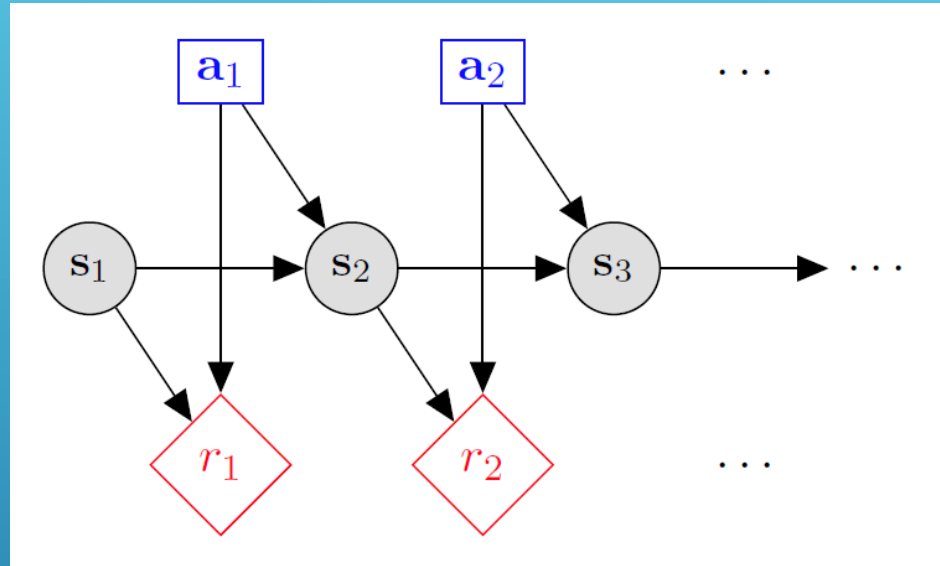 a₁ a₂ ...
s₁ s₂ s₃ ...
r₁ r₂ ...